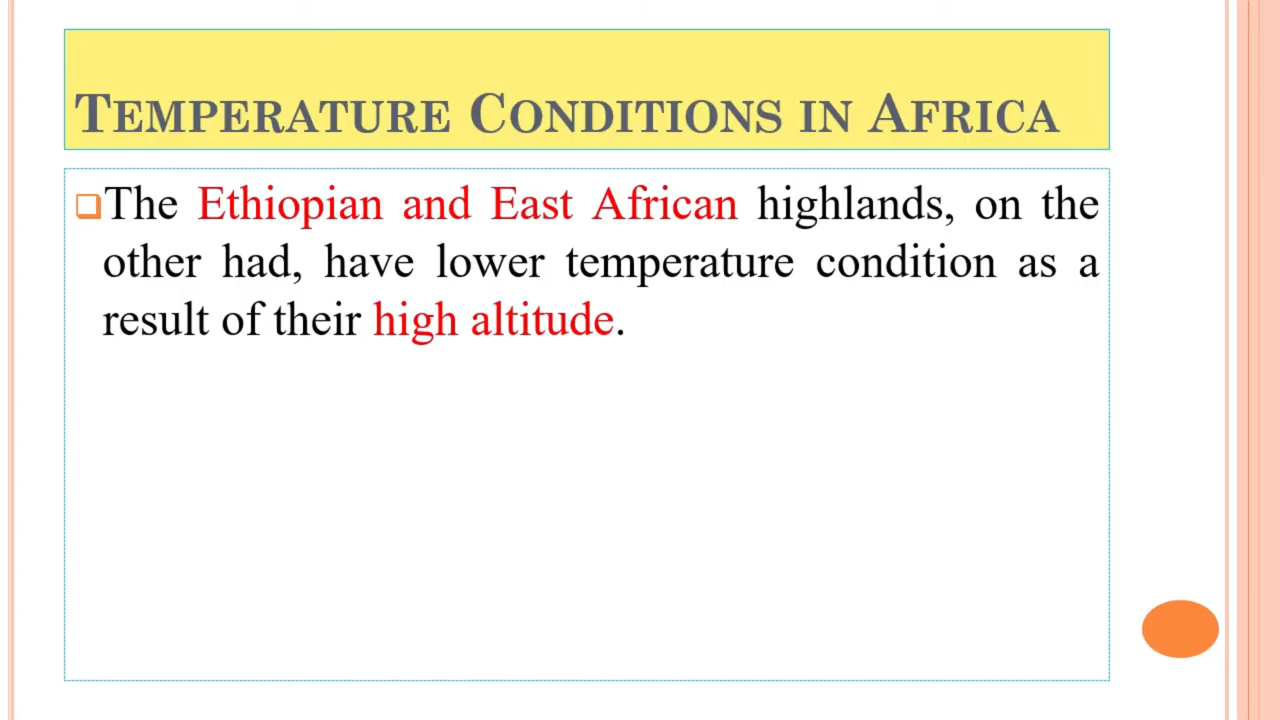 TEMPERATURE CONDITIONS IN AFRICA
The Ethiopian and East African highlands, on the
other had, have lower temperature condition as a
result of their high altitude.